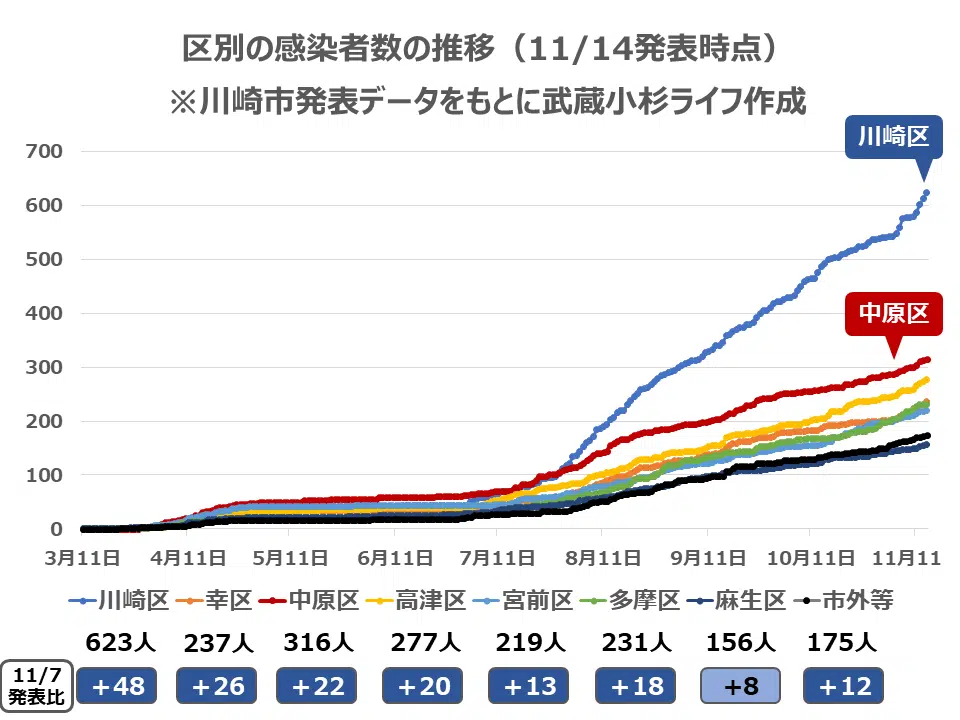 区別の感染者数の推移（11/14発表時点）
※川崎市発表データをもとに武蔵小杉ライフ作成
川崎区
中原区
700
600
500
400
300
200
100
0
3月11日 4月11日 5月11日 6月11日 7月11日 8月11日 9月11日 10月11日 11月11
川崎区 幸区 中原区 高津区 宮前区 多摩区 麻生区 市外等
623人 237人 316人 277人 219人 231人 156人 175人
11/7
発表比
+48 +26 +22 +20 +13 +18 +8 +12